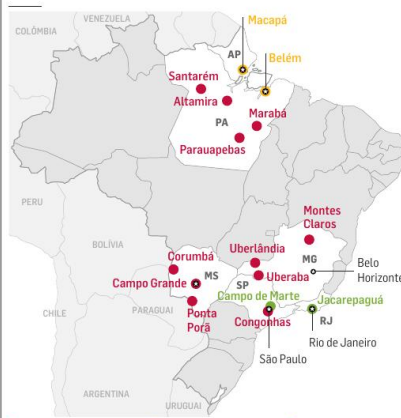 VENEZUELA
COLÔMBIA
Macapá
AP
Belém
Santarém
Altamira
PA
Marabá
Parauapebas
PERU
BOLÍVIA
Montes
Claros
Corumbá
Uberlândia
MG
Belo
Horizonte
Campo Grande
MS
Uberaba
SP
Campo de Marte
Jacarepaguá
PARAGUAI
Ponta
Porã
Congonhas
RJ
CHILE
Rio de Janeiro
São Paulo
ARGENTINA
URUGUAI